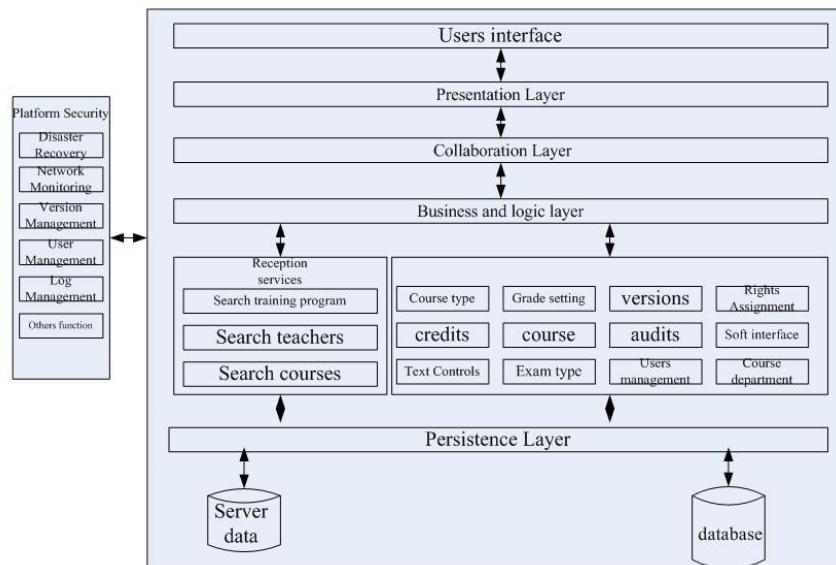 Users interface
Presentation Layer
Collaboration Layer
Business and logic layer
Platform Security
Disaster
Recovery
Network
Monitoring
Version
Management
User
Management
Log
Management
Others function
Reception
services
Search training program
Search teachers
Search courses
Course type
Grade setting
versions
Rights
Assignment
credits
course
audits
Soft interface
Text Controls
Exam type
Users
management
Course
department
Persistence Layer
Server
data
database